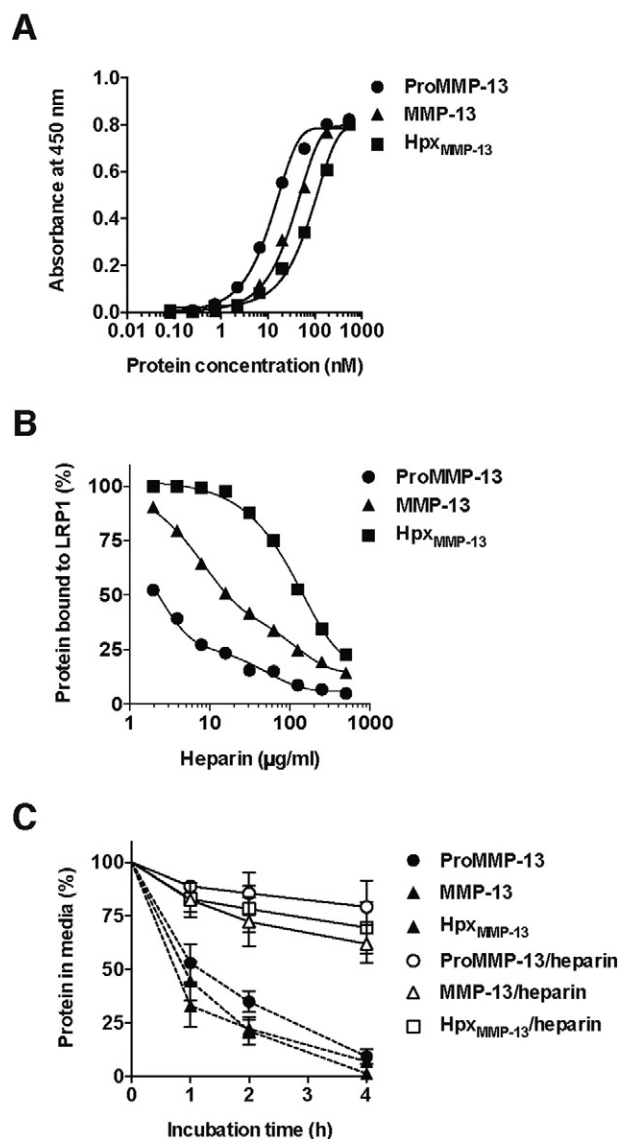 A
Absorbance at 450 nm
1.0
0.8
0.6
0.4
0.2
0.0
0.01 0.10 1 10 100 1000
Protein concentration (nM)
ProMMP-13
MMP-13
HpxMMP-13
B
Protein bound to LRP1 (%)
100
75
50
25
0
1 10 100 1000
Heparin (µg/ml)
ProMMP-13
MMP-13
HpxMMP-13
C
Protein in media (%)
100
75
50
25
0
0 1 2 3 4
Incubation time (h)
ProMMP-13
MMP-13
HpxMMP-13
ProMMP-13/heparin
MMP-13/heparin
HpxMMP-13/heparin